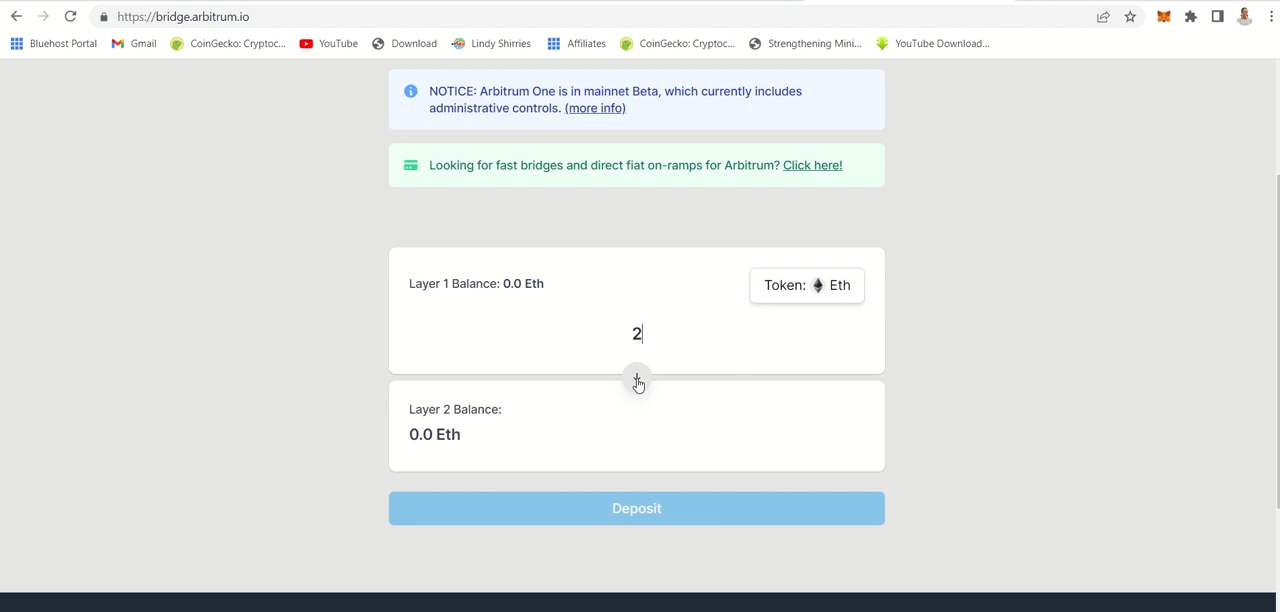 https://bridge.arbitrum.io
Bluehost Portal Gmail CoinGecko: Cryptoc... YouTube Download Lindy Shirries Affiliates CoinGecko: Cryptoc... Strengthening Mini... YouTube Download...
NOTICE: Arbitrum One is in mainnet Beta, which currently includes
administrative controls. (more info)
Looking for fast bridges and direct fiat on-ramps for Arbitrum? Click here!
Layer 1 Balance: 0.0 Eth Token: Eth
2
Layer 2 Balance:
0.0 Eth
Deposit